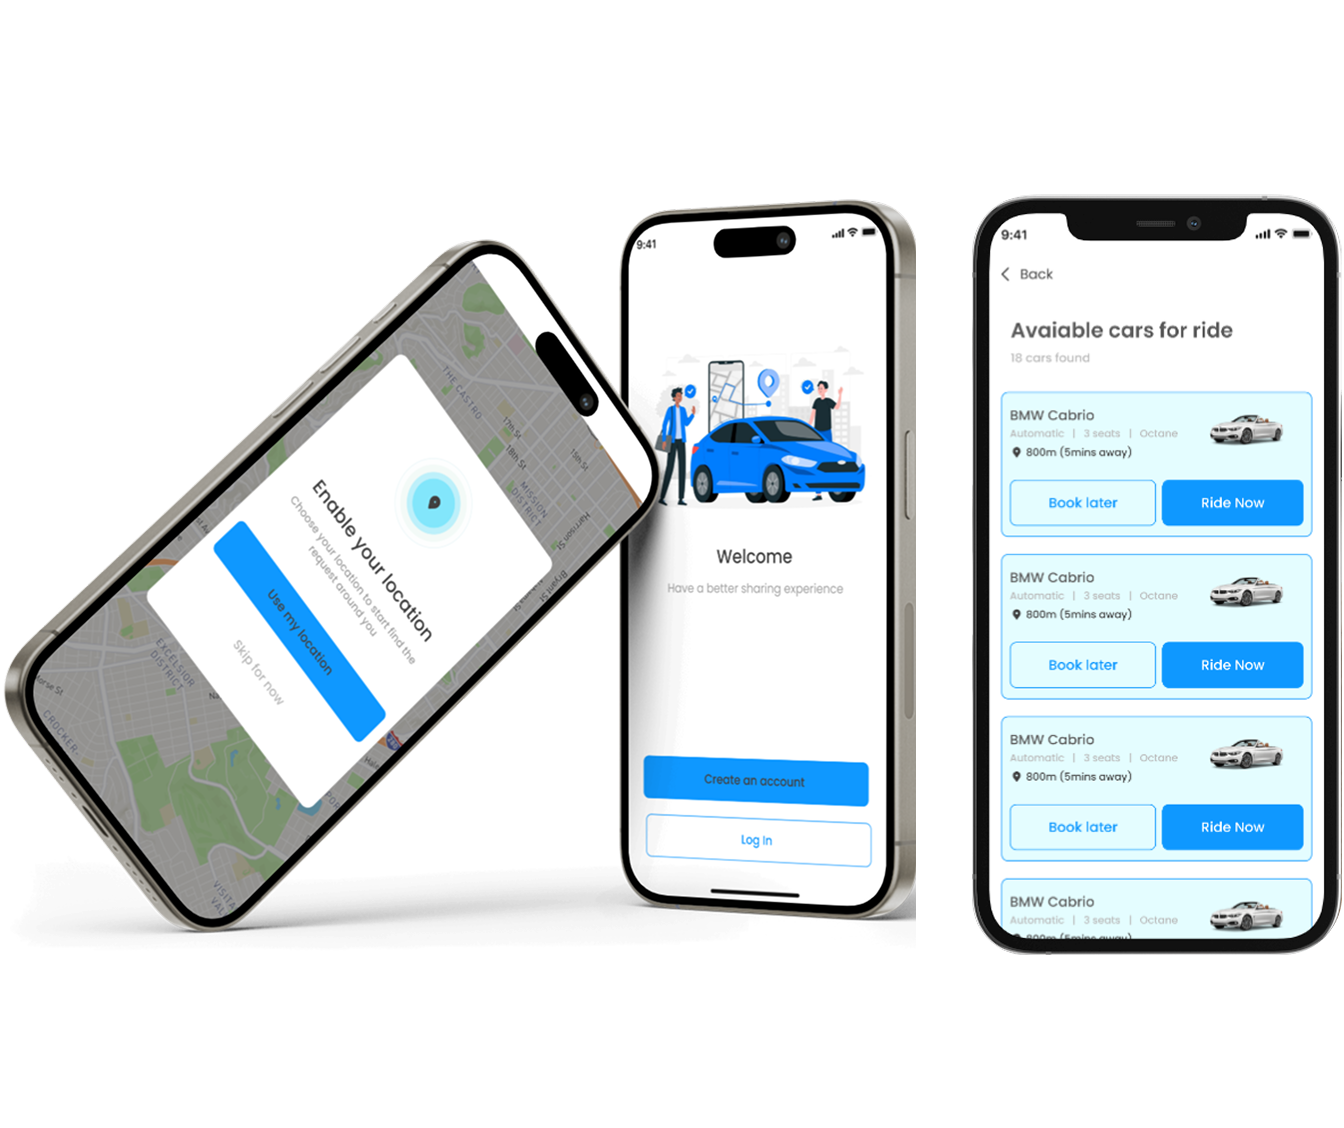 THE CASTRO
17th St
18th St
15th St
MISSION
DISTRICT
Harrison St
Bryant St
Enable your location
Choose your location to start find the
request around you
Use my location
Skip for now
EXCELSIOR
DISTRICT
CROCKER-
9:41
Welcome
Have a better sharing experience
Create an account
Log In
9:41
Back
Avaiable cars for ride
18 cars found
BMW Cabrio
Automatic | 3 seats | Octane
800m (5mins away)
Book later
Ride Now
BMW Cabrio
Automatic | 3 seats | Octane
800m (5mins away)
Book later
Ride Now
BMW Cabrio
Automatic | 3 seats | Octane
800m (5mins away)
Book later
Ride Now
BMW Cabrio
Automatic | 3 seats | Octane
800m (5mins away)